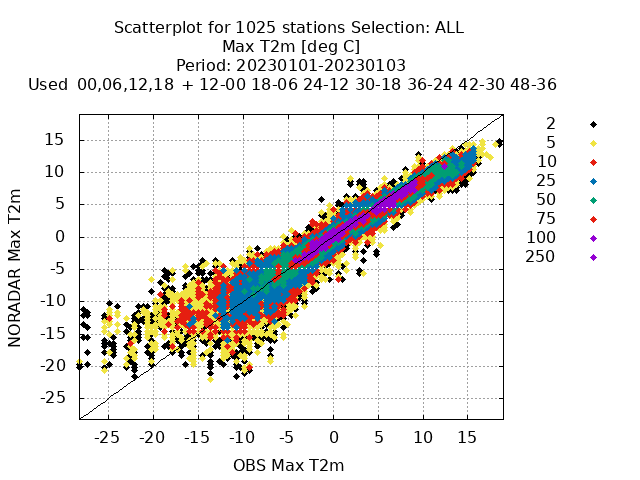 Scatterplot for 1025 stations Selection: ALL
Max T2m [deg C]
Period: 20230101-20230103
Used 00,06,12,18 + 12-00 18-06 24-12 30-18 36-24 42-30 48-36
2
5
10
25
50
75
100
250
15
10
5
0
-5
-10
-15
-20
-25
NORADAR Max T2m
-25 -20 -15 -10 -5 0 5 10 15
OBS Max T2m